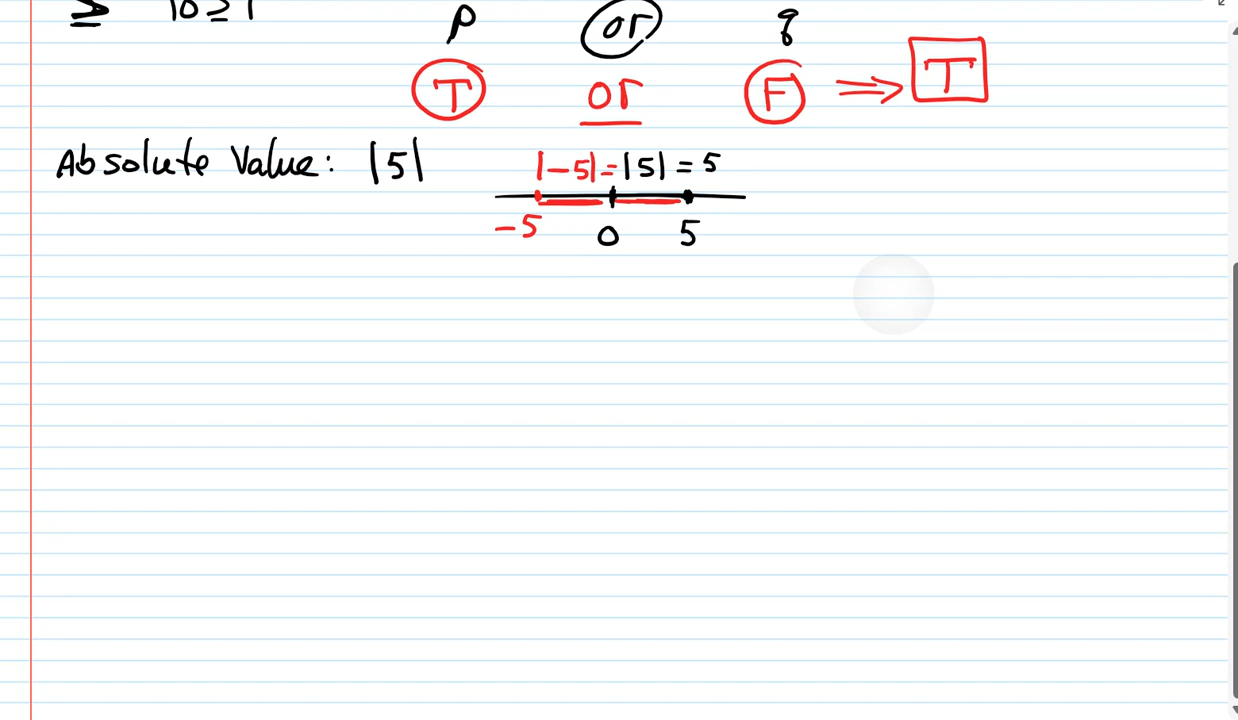 ≥ 10 ≥ 1
p or q
T or F ⇒ T
Absolute Value: |5| |-5| = |5| = 5
-5 0 5